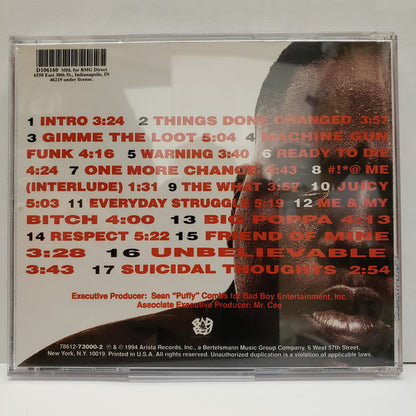 D106160 Mfd. for BMG Direct
6550 East 30th St., Indianapolis, IN
46219 under license.
1 INTRO 3:24 2 THINGS DONE CHANGED 3:57
3 GIMME THE LOOT 5:04 4 MACHINE GUN
FUNK 4:16 5 WARNING 3:40 6 READY TO DIE
4:24 7 ONE MORE CHANCE 4:43 8 #!*@ ME
(INTERLUDE) 1:31 9 THE WHAT 3:57 10 JUICY
5:03 11 EVERYDAY STRUGGLE 5:19 12 ME & MY
BITCH 4:00 13 BIG POPPA 4:13
14 RESPECT 5:22 15 FRIEND OF MINE
3:28 16 UNBELIEVABLE
3:43 17 SUICIDAL THOUGHTS 2:54
Executive Producer: Sean "Puffy" Combs for Bad Boy Entertainment, Inc.
Associate Executive Producer: Mr. Cee
BAD BOY
78612-73000-2 ℗ & © 1994 Arista Records, Inc., a Bertelsmann Music Group Company, 6 West 57th Street,
New York, N.Y. 10019. Printed in U.S.A. All rights reserved. Unauthorized duplication is a violation of applicable laws.